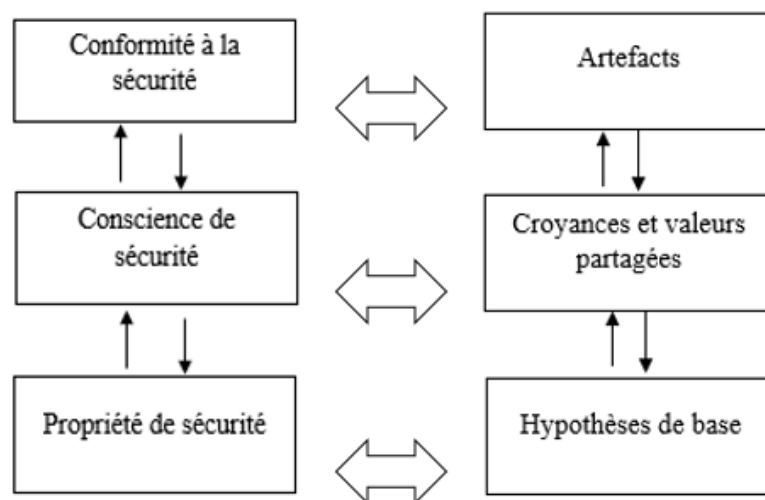 Conformité à la
sécurité
Artefacts
Conscience de
sécurité
Croyances et valeurs
partagées
Propriété de sécurité
Hypothèses de base